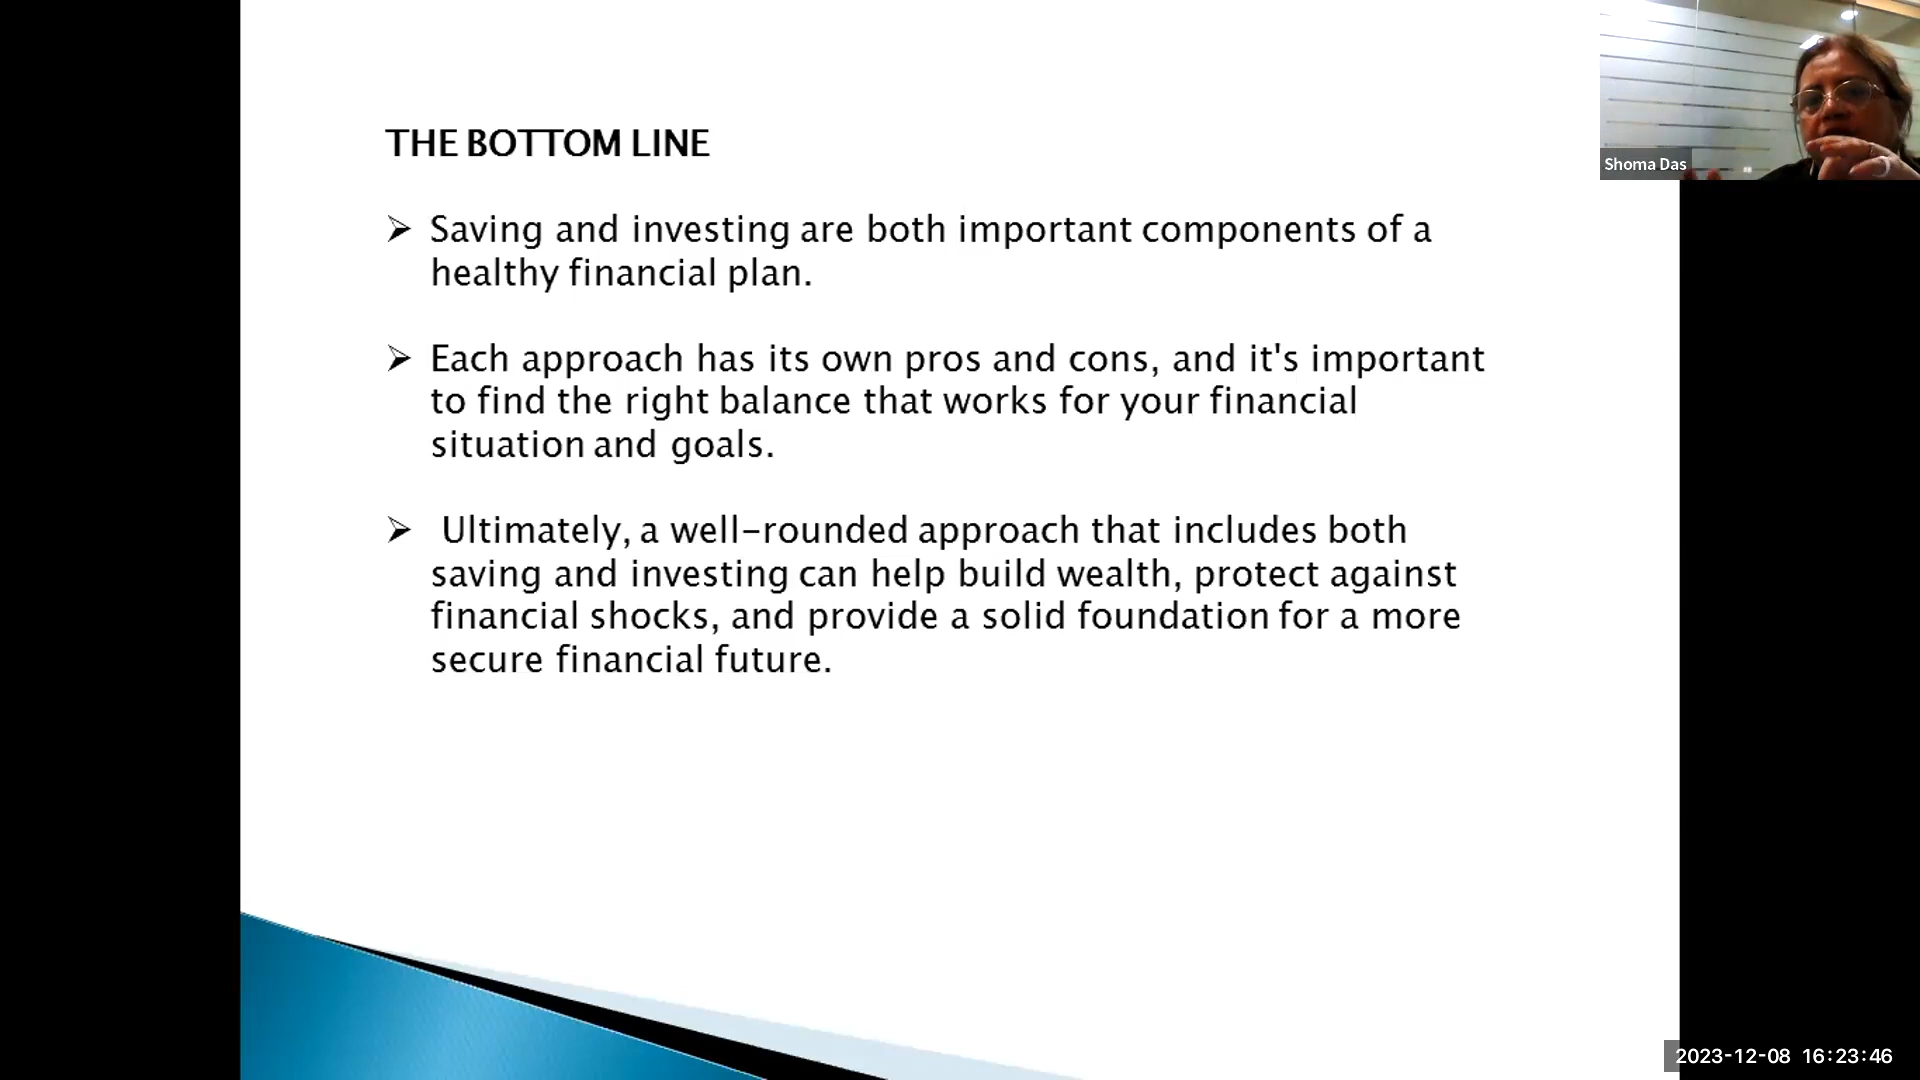 THE BOTTOM LINE
➢ Saving and investing are both important components of a
healthy financial plan.
➢ Each approach has its own pros and cons, and it's important
to find the right balance that works for your financial
situation and goals.
➢ Ultimately, a well-rounded approach that includes both
saving and investing can help build wealth, protect against
financial shocks, and provide a solid foundation for a more
secure financial future.
Shoma Das
2023-12-08 16:23:46